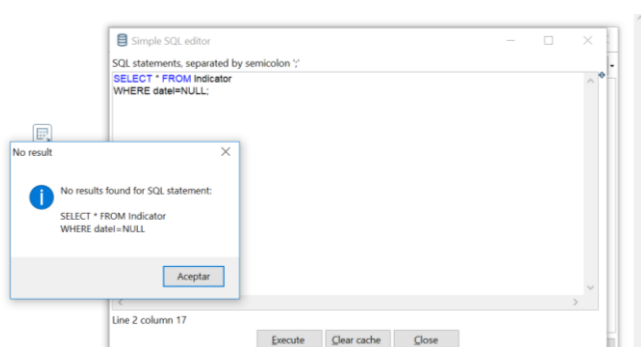 Simple SQL editor
SQL statements, separated by semicolon ';'
SELECT * FROM Indicator
WHERE dateI=NULL;
No result
No results found for SQL statement:
SELECT * FROM Indicator
WHERE dateI=NULL
Aceptar
Line 2 column 17
Execute Clear cache Close